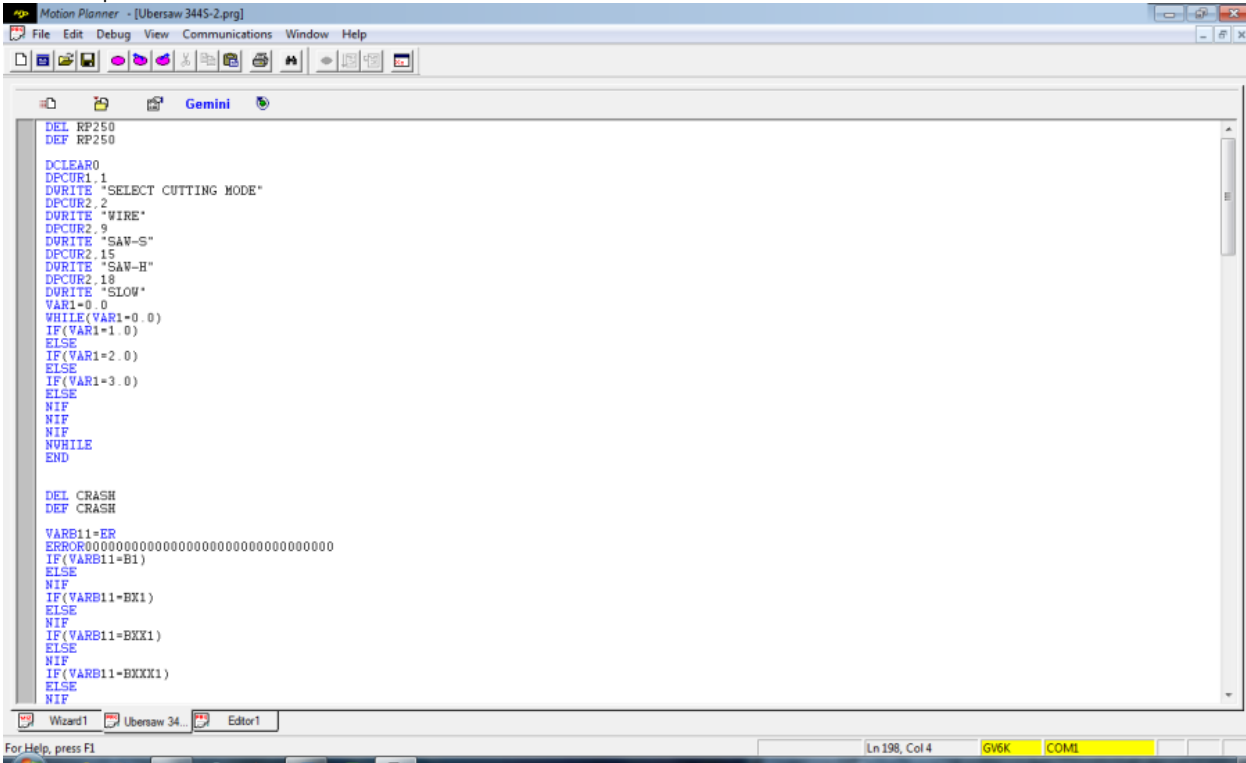 Motion Planner - [Ubersaw 344S-2.prg]
File Edit Debug View Communications Window Help
Gemini
DEL RP250
DEF RP250
DCLEAR0
DPCUR1,1
DWRITE "SELECT CUTTING MODE"
DPCUR2,2
DWRITE "WIRE"
DPCUR2,9
DWRITE "SAW-S"
DPCUR2,15
DWRITE "SAW-H"
DPCUR2,18
DWRITE "SLOW"
VAR1=0.0
WHILE(VAR1=0.0)
IF(VAR1=1.0)
ELSE
IF(VAR1=2.0)
ELSE
IF(VAR1=3.0)
ELSE
NIF
NIF
NIF
NWHILE
END
DEL CRASH
DEF CRASH
VARB11=ER
ERROR00000000000000000000000000000000
IF(VARB11=B1)
ELSE
NIF
IF(VARB11=BX1)
ELSE
NIF
IF(VARB11=BXX1)
ELSE
NIF
IF(VARB11=BXXX1)
ELSE
NIF
Wizard1 Ubersaw 34... Editor1
For Help, press F1 Ln 198, Col 4 GV6K COM1